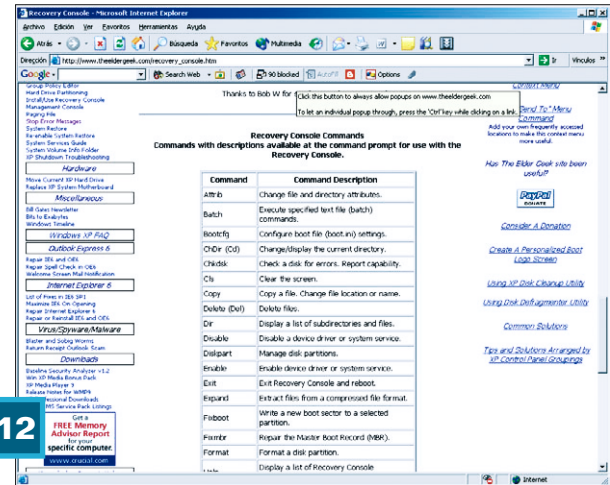 Recovery Console - Microsoft Internet Explorer
Archivo Edición Ver Favoritos Herramientas Ayuda
Atrás Búsqueda Favoritos Multimedia
Dirección http://www.theeldergeek.com/recovery_console.htm Ir Vínculos »
Google Search Web 90 blocked AutoFill Options
Group Policy Editor
Hard Drive Partitioning
Install/Use Recovery Console
Management Console
Paging File
Stop Error Messages
System Restore
Re-enable System Restore
System Services Guide
System Volume Info Folder
XP Shutdown Troubleshooting
Hardware
Move Current XP Hard Drive
Replace XP System Motherboard
Miscellaneous
Bill Gates Newsletter
Bits to Exabytes
Windows Timeline
Windows XP FAQ
Outlook Express 6
Repair IE6 and OE6
Repair Spell Check in OE6
Welcome Screen Mail Notification
Internet Explorer 6
List of Fixes in IE6 SP1
Maximize IE6 On Opening
Repair Internet Explorer 6
Repair or Reinstall IE6 and OE6
Virus/Spyware/Malware
Blaster and Sobig Worms
Return Receipt Outlook Scam
Downloads
Baseline Security Analyzer v1.2
Win XP Media Bonus Pack
XP Media Player 9
Release Notes for WMP9
Downloads
MS Service Pack Listings
12
Get a
FREE Memory
Advisor Report
for your
specific computer.
www.crucial.com
Thanks to Bob W for
Click this button to always allow popups on www.theeldergeek.com
To let an individual popup through, press the 'Ctrl' key while clicking on a link.
Recovery Console Commands
Commands with descriptions available at the command prompt for use with the
Recovery Console.
Command Command Description
Attrib Change file and directory attributes.
Batch Execute specified text file (batch)
commands.
Bootcfg Configure boot file (boot.ini) settings.
ChDir (Cd) Change/display the current directory.
Chkdsk Check a disk for errors. Report capability.
Cls Clear the screen.
Copy Copy a file. Change file location or name.
Delete (Del) Delete files.
Dir Display a list of subdirectories and files.
Disable Disable a device driver or system service.
Diskpart Manage disk partitions.
Enable Enable device driver or system service.
Exit Exit Recovery Console and reboot.
Expand Extract files from a compressed file format.
Fixboot Write a new boot sector to a selected
partition.
Fixmbr Repair the Master Boot Record (MBR).
Format Format a disk partition.
Display a list of Recovery Console
Context Menu
"Send To" Menu
Command
Add your own frequently accessed
locations to make this context menu
more useful.
Has The Elder Geek site been
useful?
PayPal
DONATE
Consider A Donation
Create A Personalized Boot
Logo Screen
Using XP Disk Cleanup Utility
Using Disk Defragmenter Utility
Common Solutions
Tips and Solutions Arranged by
XP Control Panel Groupings
Internet